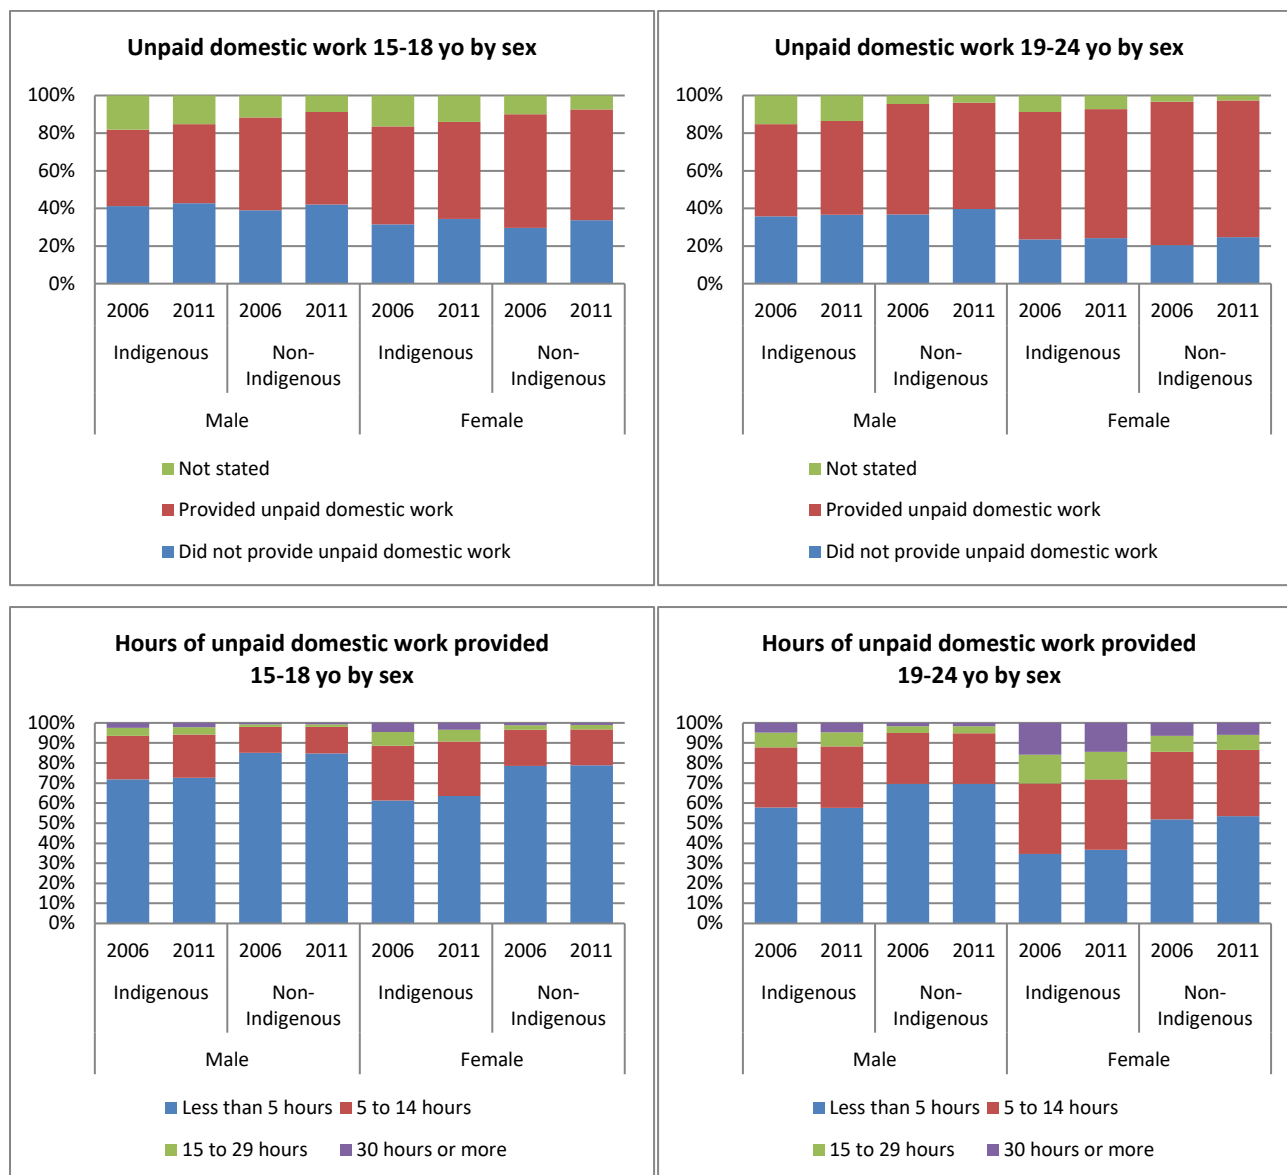 Unpaid domestic work 15-18 yo by sex
100%
80%
60%
40%
20%
0%
2006 2011 2006 2011 2006 2011 2006 2011
Indigenous Non-Indigenous Indigenous Non-Indigenous
Male Female
Not stated
Provided unpaid domestic work
Did not provide unpaid domestic work
Unpaid domestic work 19-24 yo by sex
100%
80%
60%
40%
20%
0%
2006 2011 2006 2011 2006 2011 2006 2011
Indigenous Non-Indigenous Indigenous Non-Indigenous
Male Female
Not stated
Provided unpaid domestic work
Did not provide unpaid domestic work
Hours of unpaid domestic work provided
15-18 yo by sex
100%
90%
80%
70%
60%
50%
40%
30%
20%
10%
0%
2006 2011 2006 2011 2006 2011 2006 2011
Indigenous Non-Indigenous Indigenous Non-Indigenous
Male Female
Less than 5 hours 5 to 14 hours
15 to 29 hours 30 hours or more
Hours of unpaid domestic work provided
19-24 yo by sex
100%
90%
80%
70%
60%
50%
40%
30%
20%
10%
0%
2006 2011 2006 2011 2006 2011 2006 2011
Indigenous Non-Indigenous Indigenous Non-Indigenous
Male Female
Less than 5 hours 5 to 14 hours
15 to 29 hours 30 hours or more